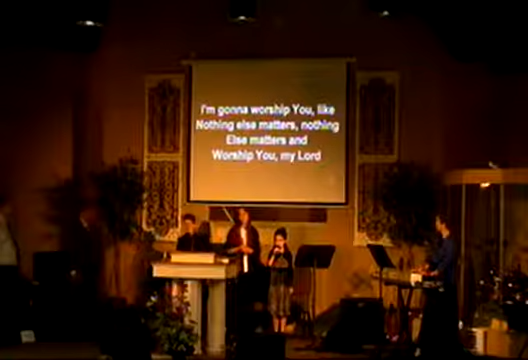 I'm gonna worship You, like
Nothing else matters, nothing
Else matters and
Worship You, my Lord